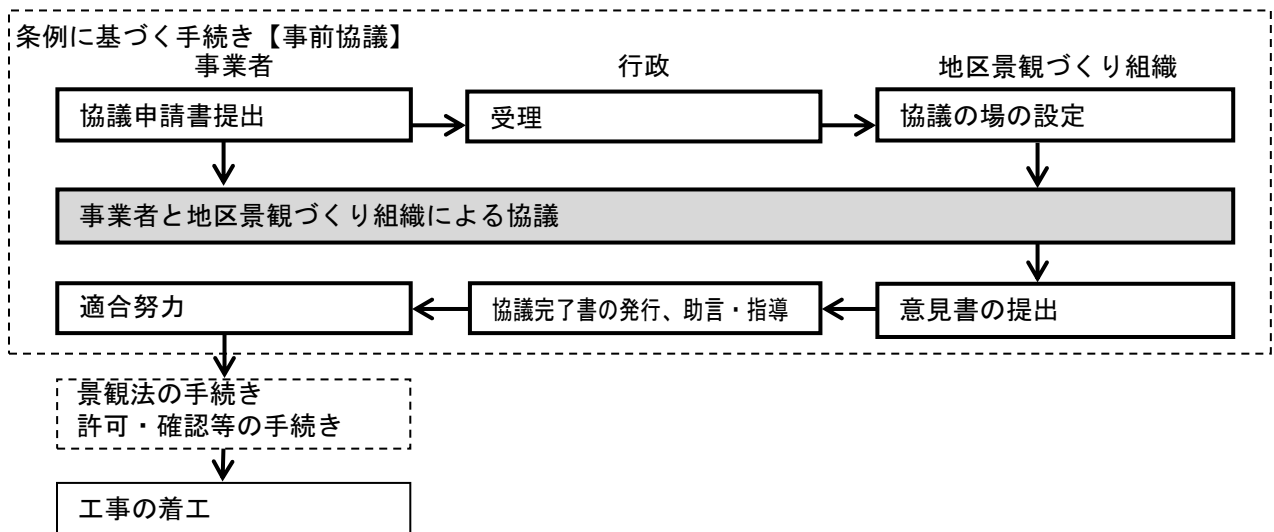 条例に基づく手続き【事前協議】
事業者
行政
地区景観づくり組織
協議申請書提出
受理
協議の場の設定
事業者と地区景観づくり組織による協議
適合努力
協議完了書の発行、助言・指導
意見書の提出
景観法の手続き
許可・確認等の手続き
工事の着工